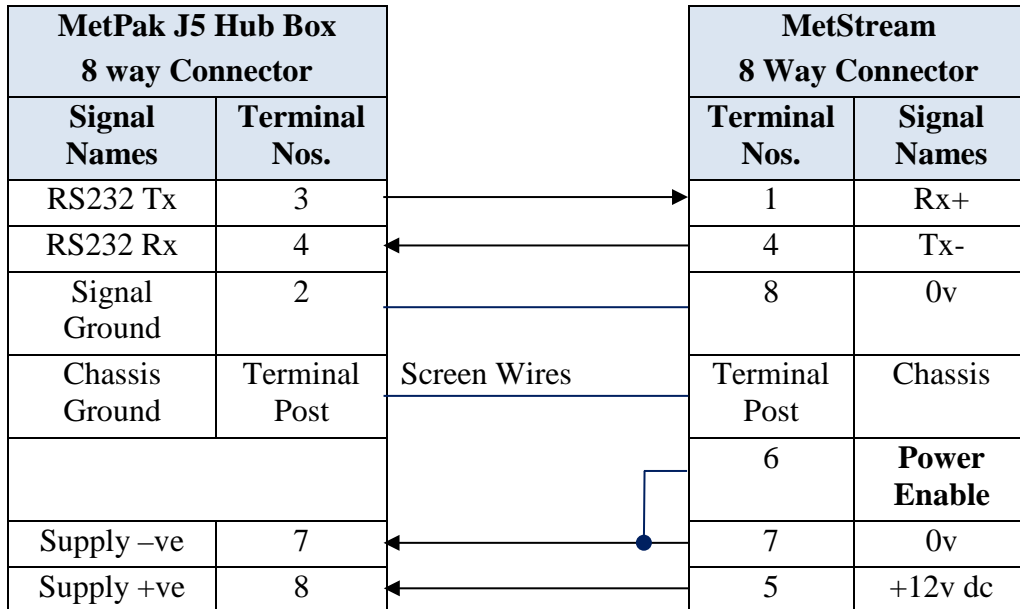 MetPak J5 Hub Box
8 way Connector
MetStream
8 Way Connector
Signal Names
Terminal Nos.
Terminal Nos.
Signal Names
RS232 Tx 3 1 Rx+
RS232 Rx 4 4 Tx-
Signal Ground 2 8 0v
Chassis Ground Terminal Post Screen Wires Terminal Post Chassis
6 Power Enable
Supply –ve 7 7 0v
Supply +ve 8 5 +12v dc